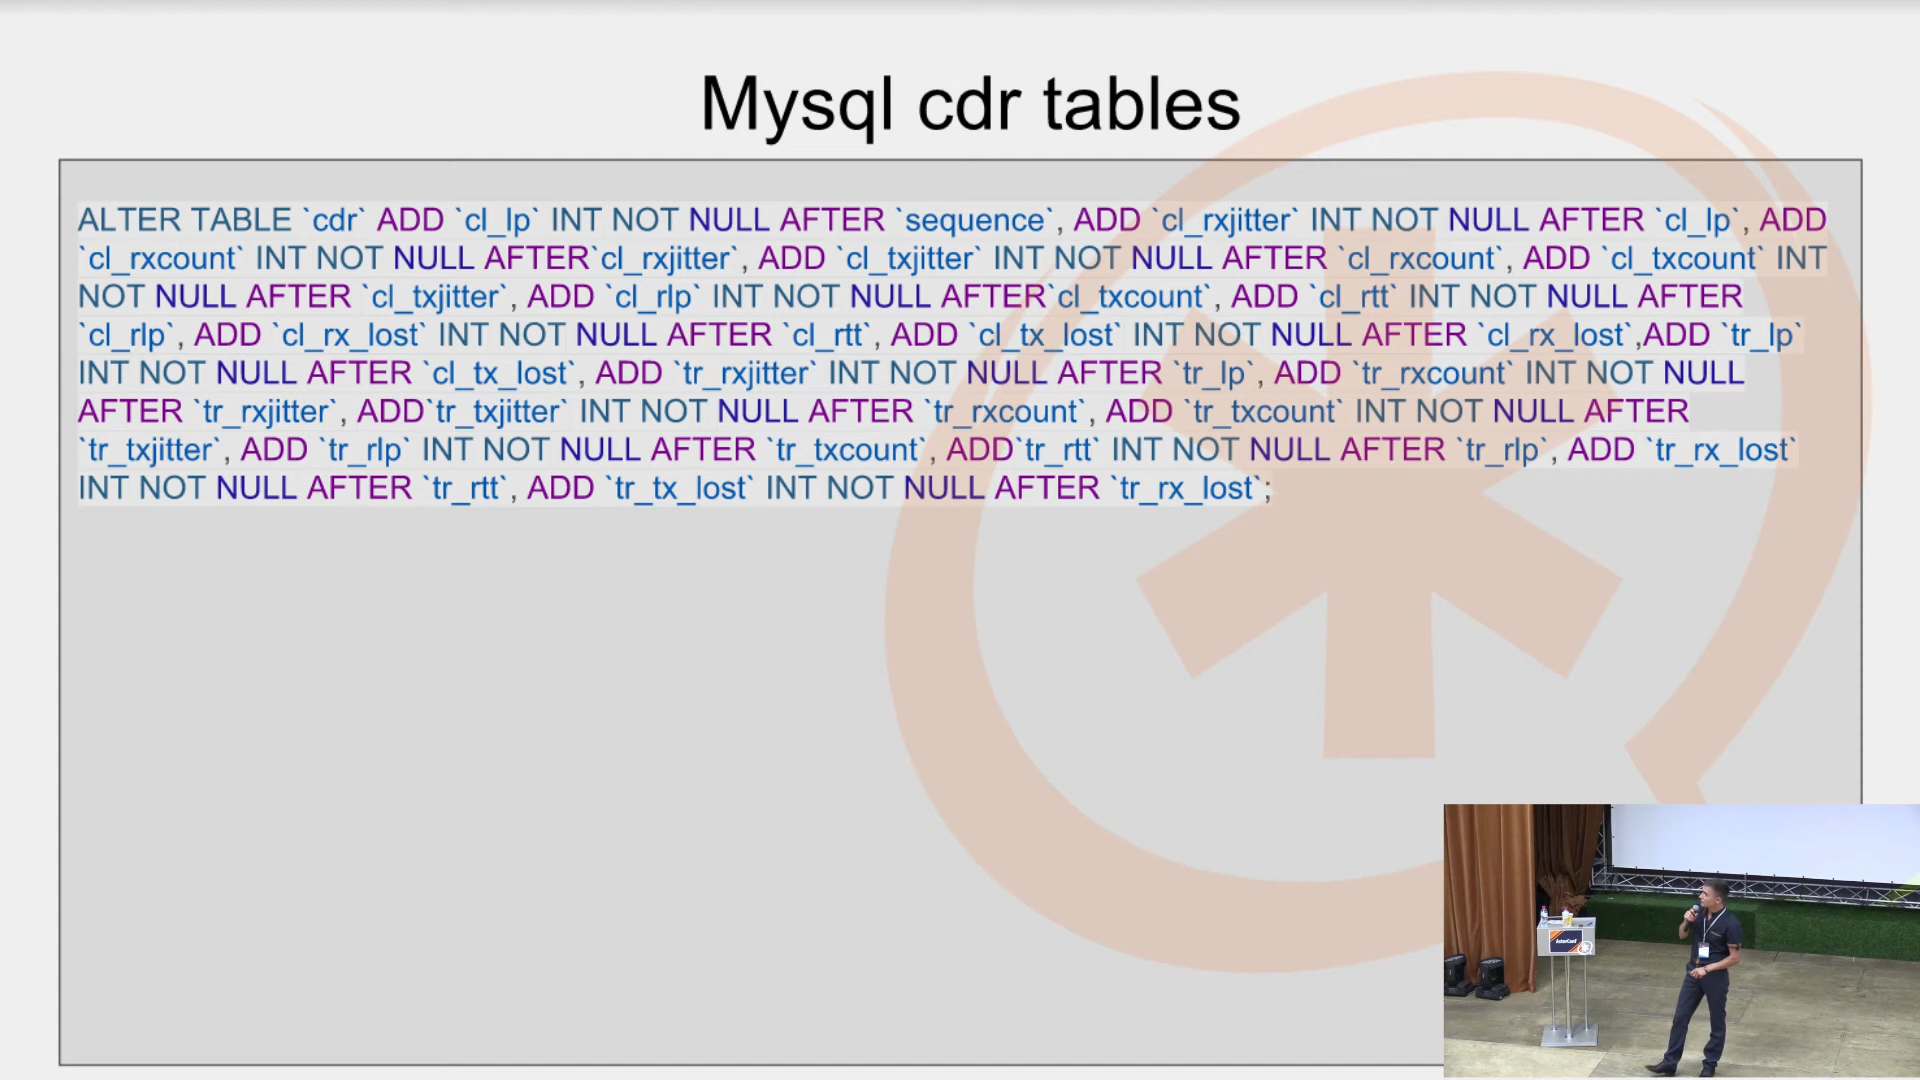 Mysql cdr tables
ALTER TABLE `cdr` ADD `cl_lp` INT NOT NULL AFTER `sequence`, ADD `cl_rxjitter` INT NOT NULL AFTER `cl_lp`, ADD
`cl_rxcount` INT NOT NULL AFTER`cl_rxjitter`, ADD `cl_txjitter` INT NOT NULL AFTER `cl_rxcount`, ADD `cl_txcount` INT
NOT NULL AFTER `cl_txjitter`, ADD `cl_rlp` INT NOT NULL AFTER`cl_txcount`, ADD `cl_rtt` INT NOT NULL AFTER
`cl_rlp`, ADD `cl_rx_lost` INT NOT NULL AFTER `cl_rtt`, ADD `cl_tx_lost` INT NOT NULL AFTER `cl_rx_lost`,ADD `tr_lp`
INT NOT NULL AFTER `cl_tx_lost`, ADD `tr_rxjitter` INT NOT NULL AFTER `tr_lp`, ADD `tr_rxcount` INT NOT NULL
AFTER `tr_rxjitter`, ADD`tr_txjitter` INT NOT NULL AFTER `tr_rxcount`, ADD `tr_txcount` INT NOT NULL AFTER
`tr_txjitter`, ADD `tr_rlp` INT NOT NULL AFTER `tr_txcount`, ADD`tr_rtt` INT NOT NULL AFTER `tr_rlp`, ADD `tr_rx_lost`
INT NOT NULL AFTER `tr_rtt`, ADD `tr_tx_lost` INT NOT NULL AFTER `tr_rx_lost`;
AsterConf